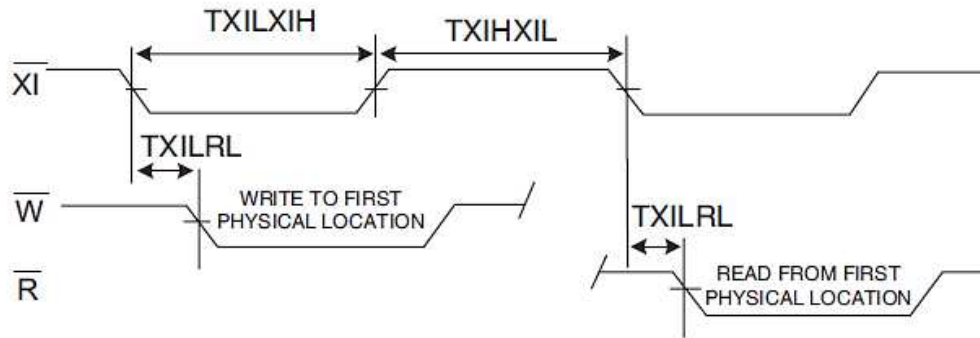 TXILXIH
TXIHXIL
XI
TXILRL
WRITE TO FIRST
PHYSICAL LOCATION
W
TXILRL
R
READ FROM FIRST
PHYSICAL LOCATION